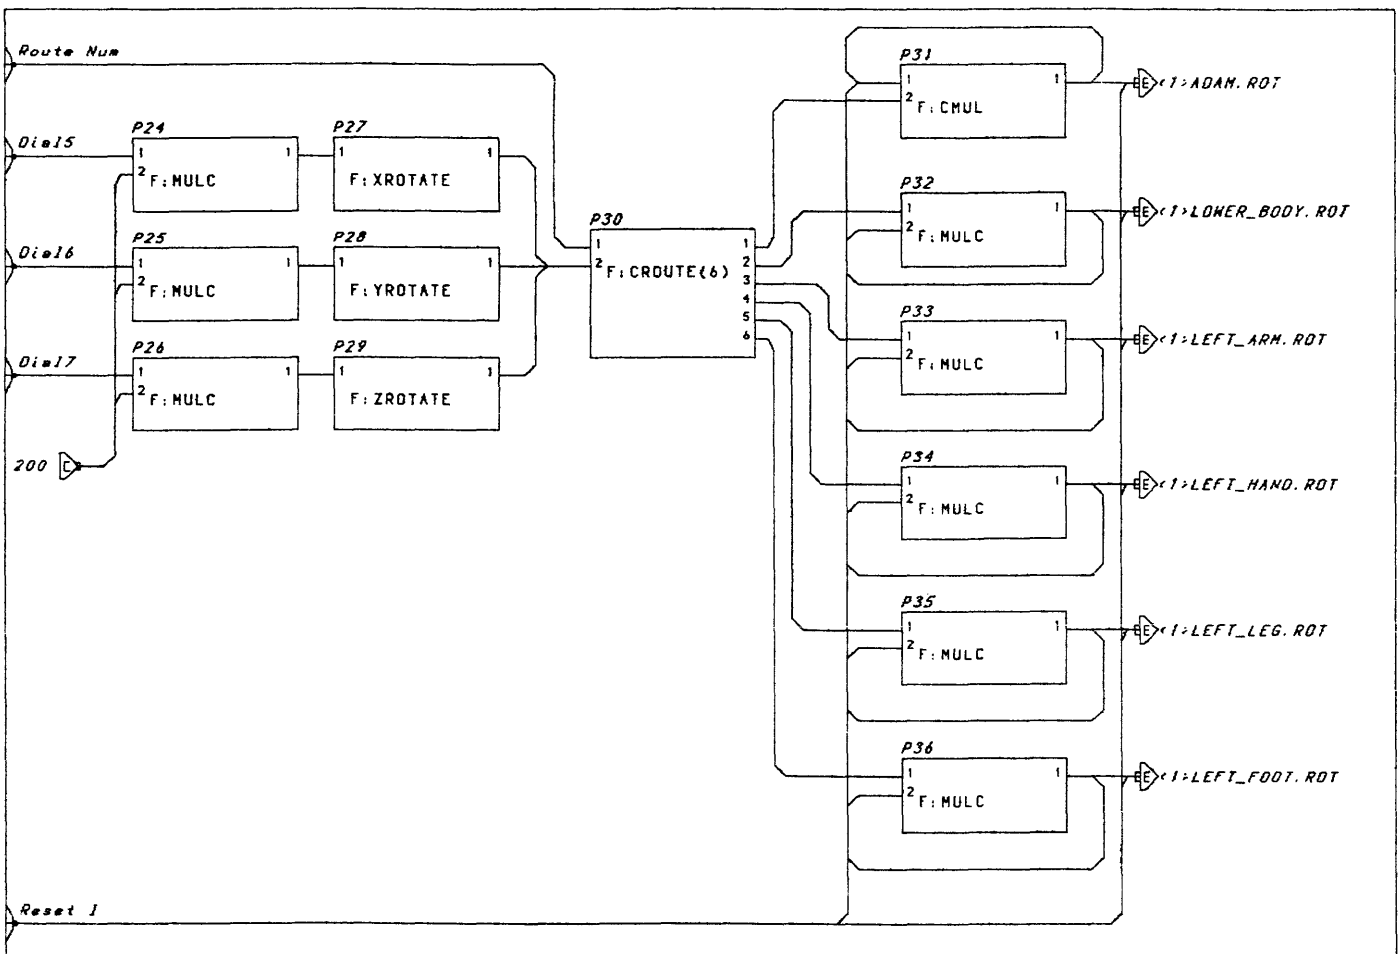 Route Num
Dial5
P24
1
2
F:MULC
1
P27
1
F:XROTATE
1
Dial6
P25
1
2
F:MULC
1
P28
1
F:YROTATE
1
Dial7
P26
1
2
F:MULC
1
P29
1
F:ZROTATE
1
200
C
P30
1
2
F:CROUTE(6)
1
2
3
4
5
6
P31
1
2
F:CMUL
1
E
<1>ADAM.ROT
P32
1
2
F:MULC
1
E
<1>LOWER_BODY.ROT
P33
1
2
F:MULC
1
E
<1>LEFT_ARM.ROT
P34
1
2
F:MULC
1
E
<1>LEFT_HAND.ROT
P35
1
2
F:MULC
1
E
<1>LEFT_LEG.ROT
P36
1
2
F:MULC
1
E
<1>LEFT_FOOT.ROT
Reset I